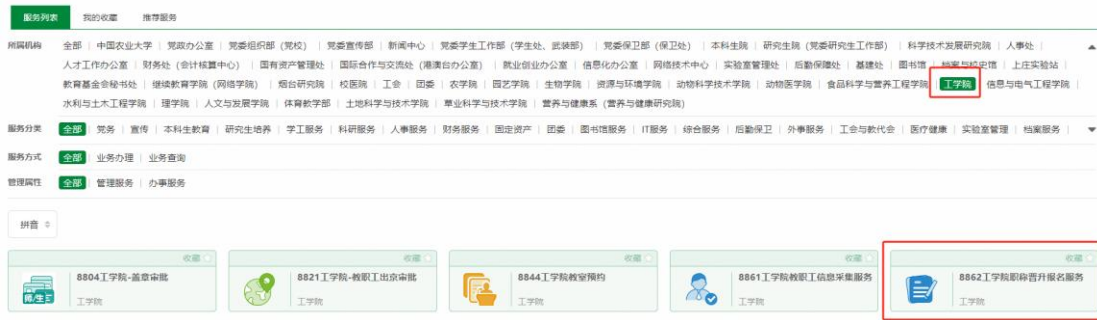 服务列表 我的收藏 推荐服务
所属机构 全部 | 中国农业大学 | 党政办公室 | 党委组织部（党校） | 党委宣传部 | 新闻中心 | 党委学生工作部（学生处、武装部） | 党委保卫部（保卫处） | 本科生院 | 研究生院（党委研究生工作部） | 科学技术发展研究院 | 人事处 |
人才工作办公室 | 财务处（会计核算中心） | 国有资产管理处 | 国际合作与交流处（港澳台办公室） | 就业创业办公室 | 信息化办公室 | 网络技术中心 | 实验室管理处 | 后勤保障处 | 基建处 | 图书馆 | 档案与校史馆 | 上庄实验站 |
教育基金会秘书处 | 继续教育学院（网络学院） | 烟台研究院 | 校医院 | 工会 | 团委 | 农学院 | 园艺学院 | 生物学院 | 资源与环境学院 | 动物科学技术学院 | 动物医学院 | 食品科学与营养工程学院 | 工学院 | 信息与电气工程学院 |
水利与土木工程学院 | 理学院 | 人文与发展学院 | 体育教学部 | 土地科学与技术学院 | 草业科学与技术学院 | 营养与健康系（营养与健康研究院）
服务分类 全部 | 党务 | 宣传 | 本科生教育 | 研究生培养 | 学工服务 | 科研服务 | 人事服务 | 财务服务 | 固定资产 | 团委 | 图书馆服务 | IT服务 | 综合服务 | 后勤保卫 | 外事服务 | 工会与教代会 | 医疗健康 | 实验室管理 | 档案服务 |
服务方式 全部 | 业务办理 | 业务查询
管理属性 全部 | 管理服务 | 办事服务
拼音
收藏 收藏 收藏 收藏 收藏
师/生 8804工学院-盖章审批 8821工学院-教职工出京审批 8844工学院教室预约 8861工学院教职工信息采集服务 8862工学院职称晋升报名服务
工学院 工学院 工学院 工学院 工学院